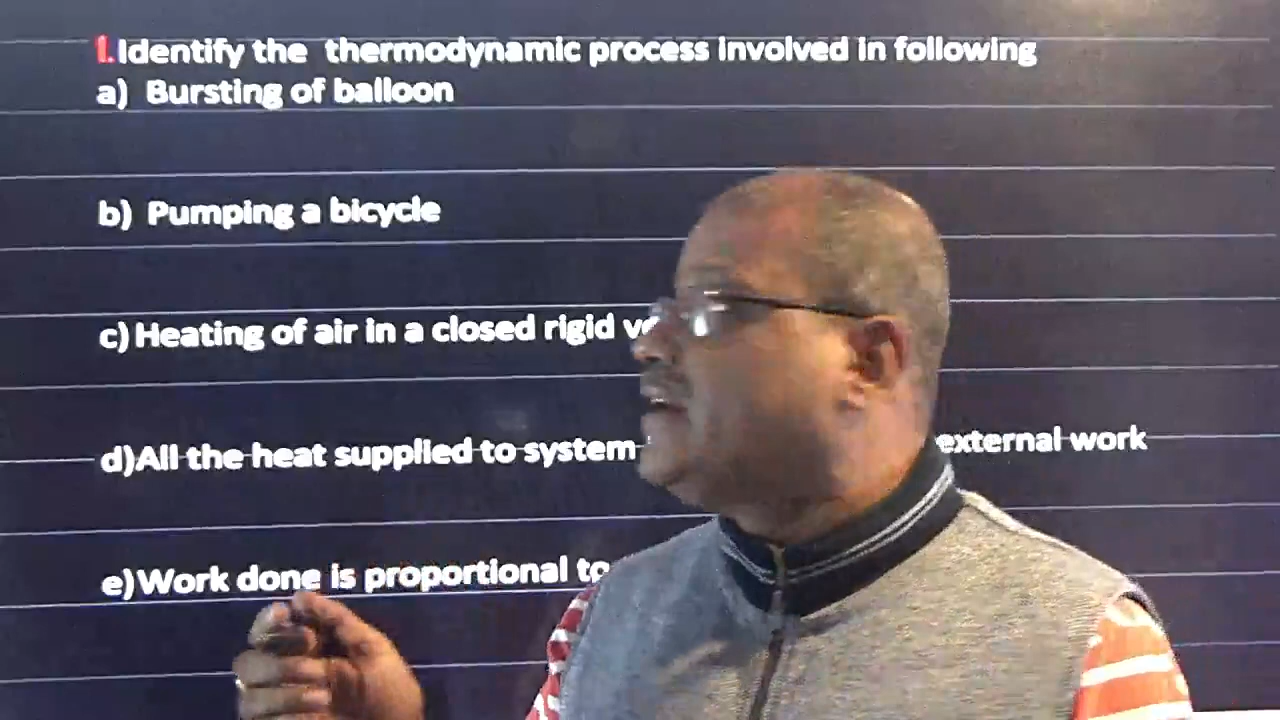 1.Identify the thermodynamic process involved in following
a) Bursting of balloon
b) Pumping a bicycle
c) Heating of air in a closed rigid
d)All the heat supplied to system external work
e)Work done is proportional to